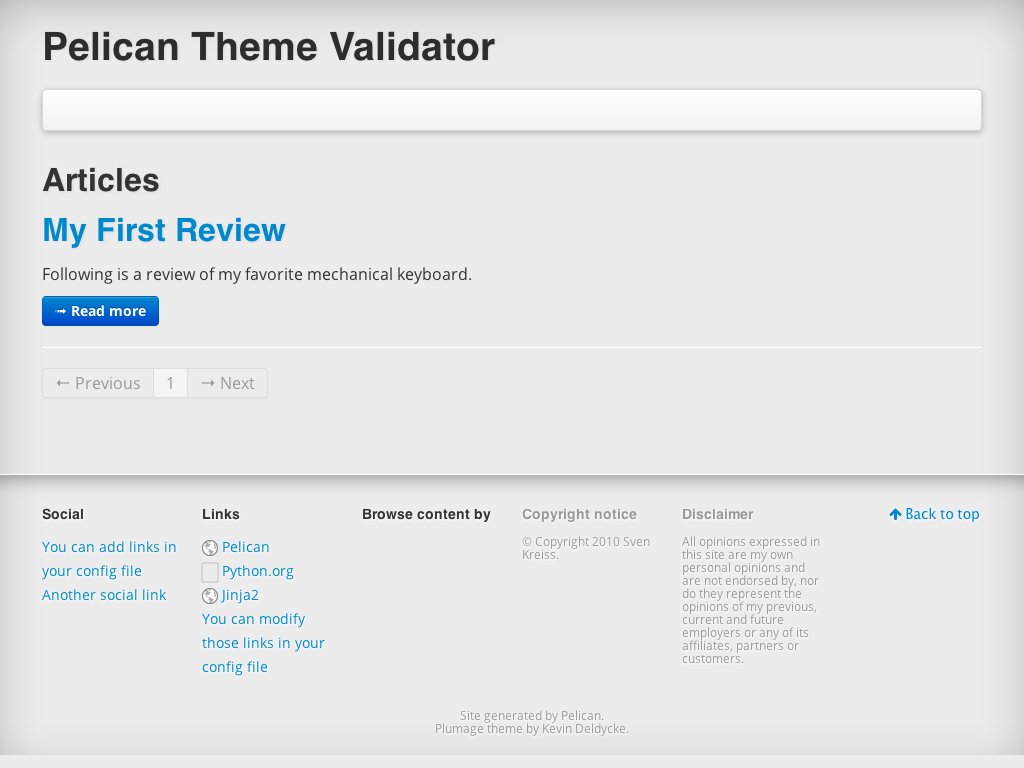 Pelican Theme Validator
Articles
My First Review
Following is a review of my favorite mechanical keyboard.
→ Read more
← Previous 1 → Next
Social
You can add links in
your config file
Another social link
Links
Pelican
Python.org
Jinja2
You can modify
those links in your
config file
Browse content by
Copyright notice
© Copyright 2010 Sven
Kreiss.
Disclaimer
All opinions expressed in
this site are my own
personal opinions and
are not endorsed by, nor
do they represent the
opinions of my previous,
current and future
employers or any of its
affiliates, partners or
customers.
Back to top
Site generated by Pelican.
Plumage theme by Kevin Deldycke.